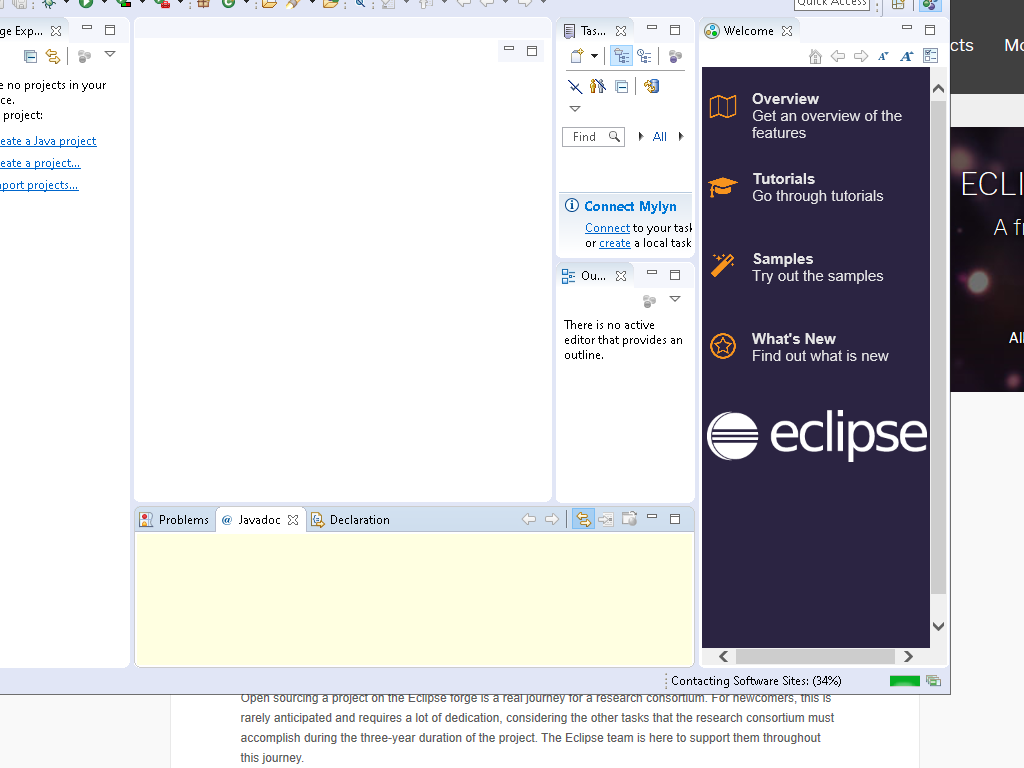 Quick Access
ge Exp...
e no projects in your
ce.
project:
eate a Java project
eate a project...
port projects...
Tas...
Find
All
Connect Mylyn
Connect to your task
or create a local task
Ou...
There is no active
editor that provides an
outline.
Welcome
Overview
Get an overview of the
features
Tutorials
Go through tutorials
Samples
Try out the samples
What's New
Find out what is new
eclipse
Problems
@ Javadoc
Declaration
Contacting Software Sites: (34%)
cts
Mo
ECLI
A fr
All
Open sourcing a project on the Eclipse forge is a real journey for a research consortium. For newcomers, this is
rarely anticipated and requires a lot of dedication, considering the other tasks that the research consortium must
accomplish during the three-year duration of the project. The Eclipse team is here to support them throughout
this journey.